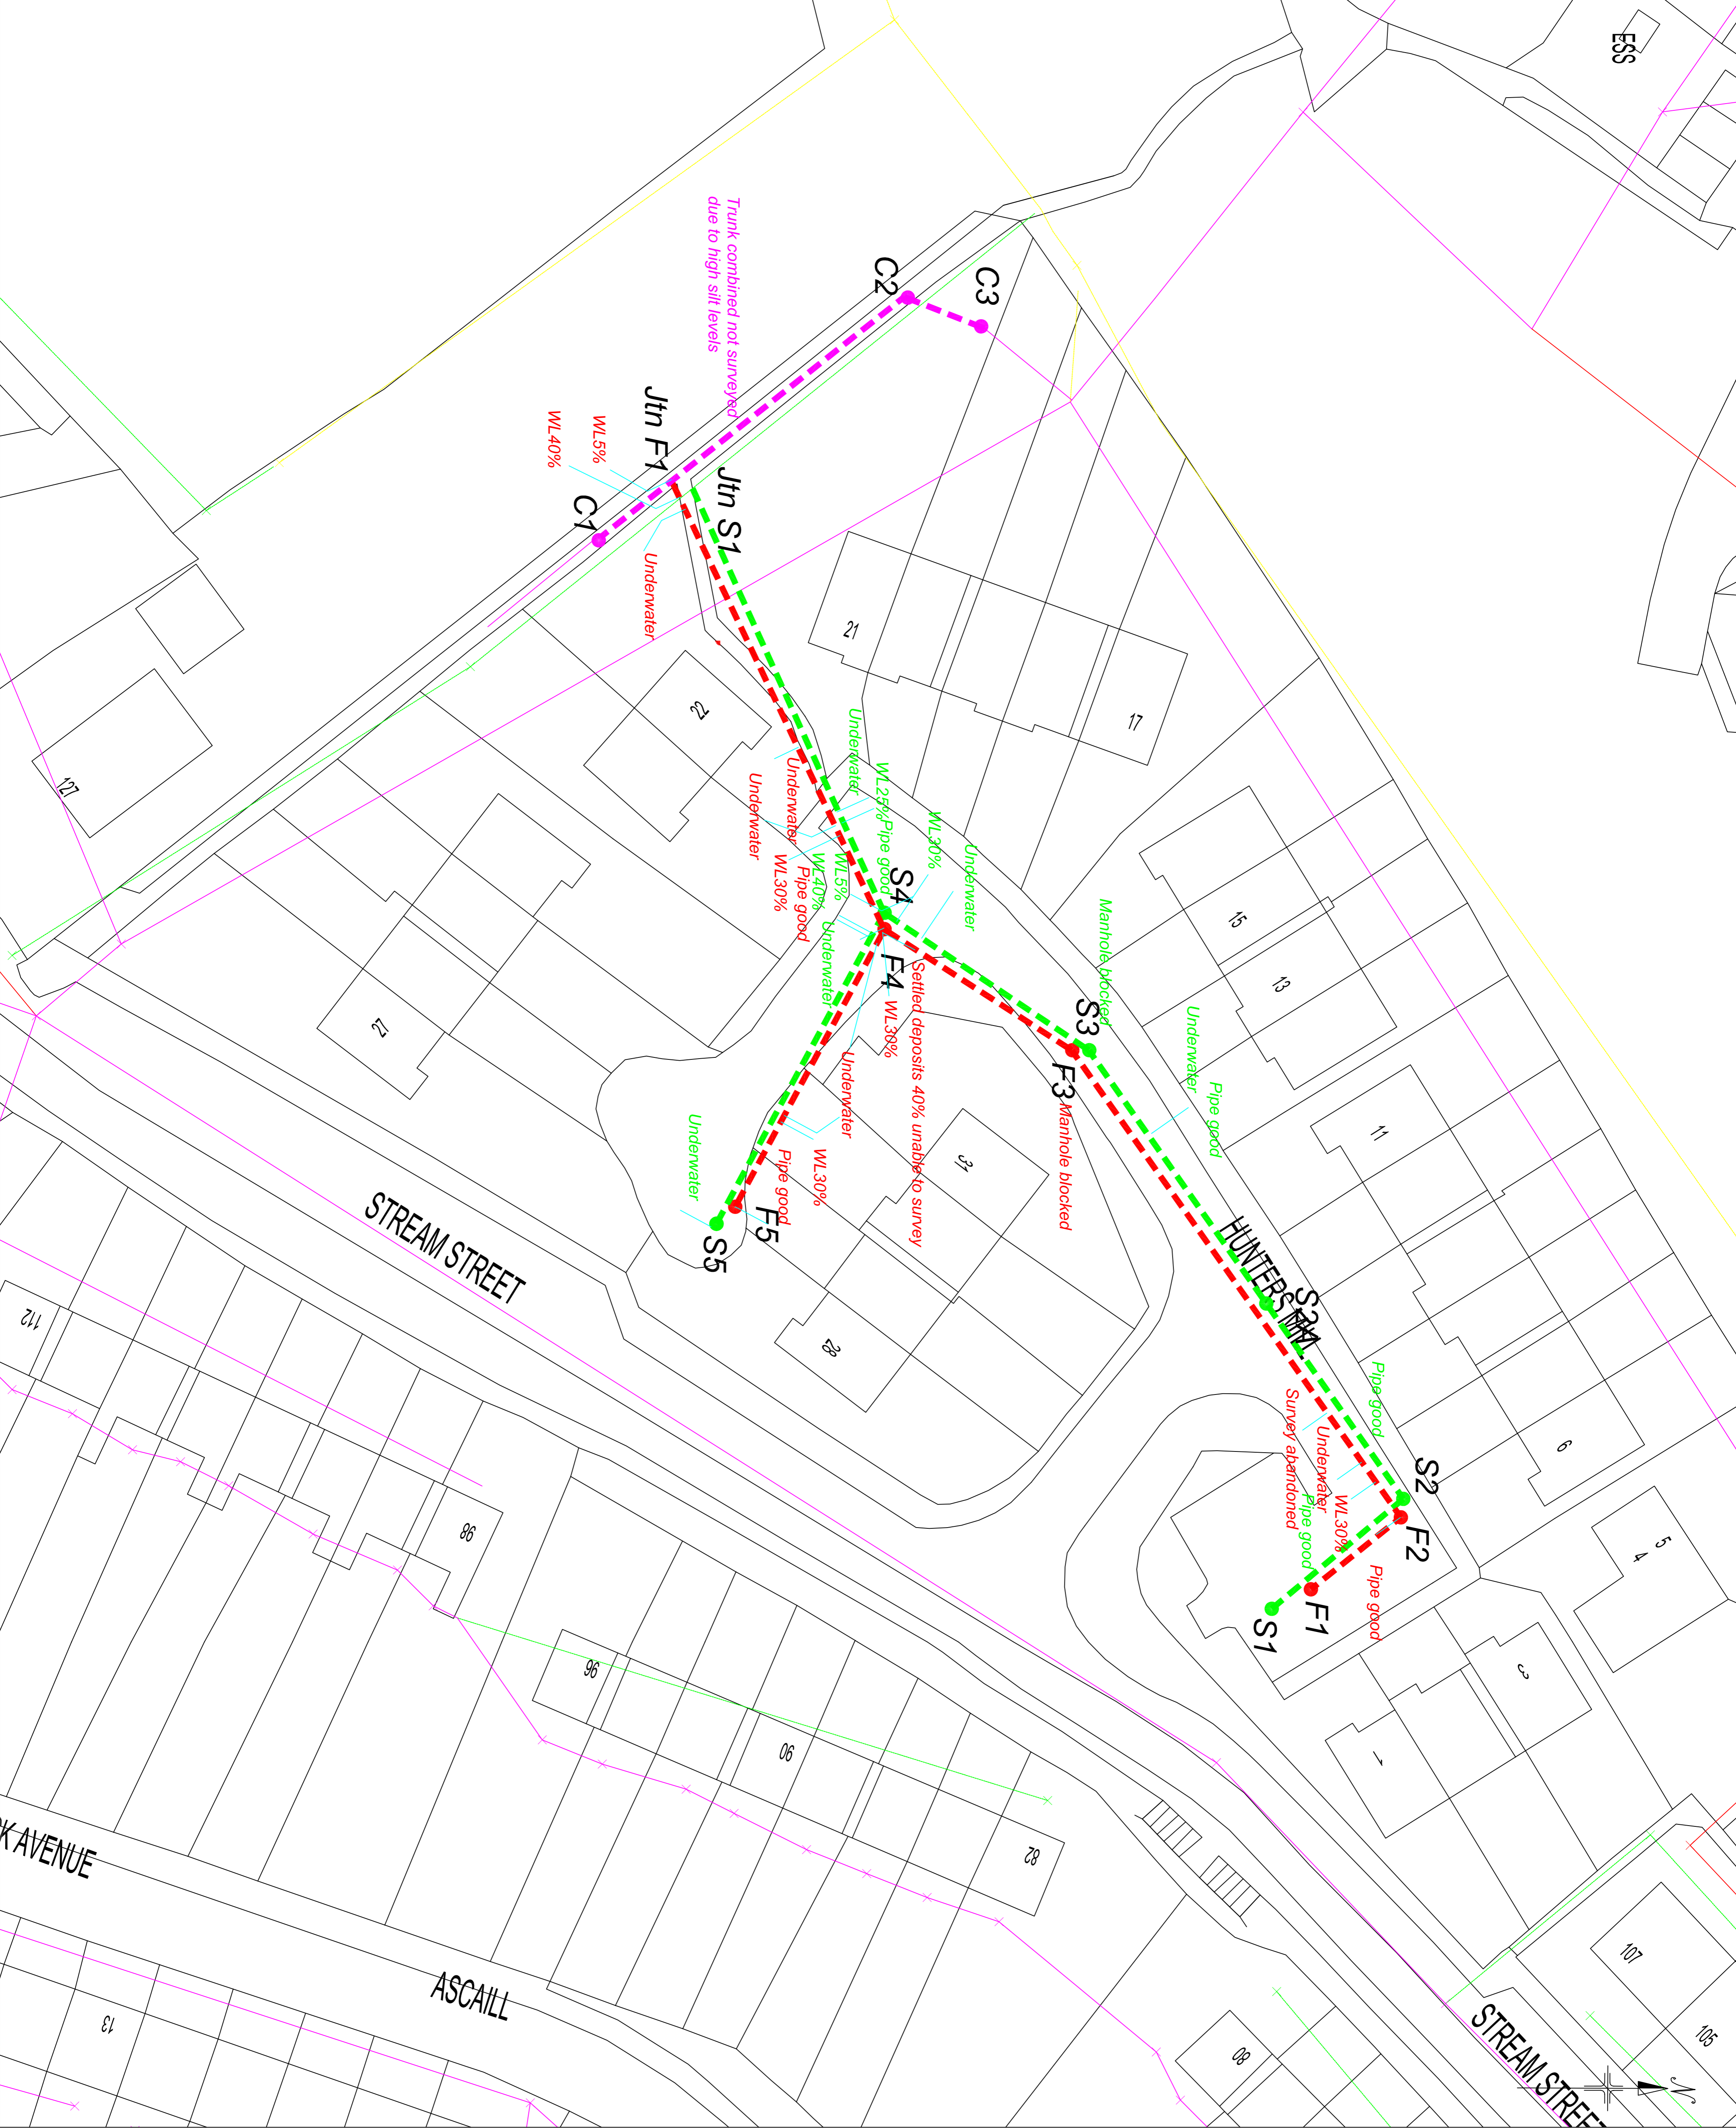 ESS
Trunk combined not surveyed
due to high silt levels
C2
C3
Jtn F1
WL5%
WL40%
C1
Jtn S1
Underwater
21
17
22
127
Underwater
WL25%
Pipe good
Underwater
Underwater
WL30%
Pipe good
WL40%
WL5%
Underwater
S4
WL30%
Underwater
F4
WL30%
Settled deposits 40% unable to survey
Manhole blocked
S3
F3
Manhole blocked
15
13
11
Underwater
Pipe good
27
Underwater
WL30%
Pipe good
Underwater
F5
S5
31
28
STREAM STREET
S2A
Pipe good
Survey abandoned
Underwater
WL30%
Pipe good
S2
F2
Pipe good
F1
S1
9
5
4
3
1
112
98
96
90
82
AVENUE
ASCAILL
13
80
107
105
STREAM STREET
N